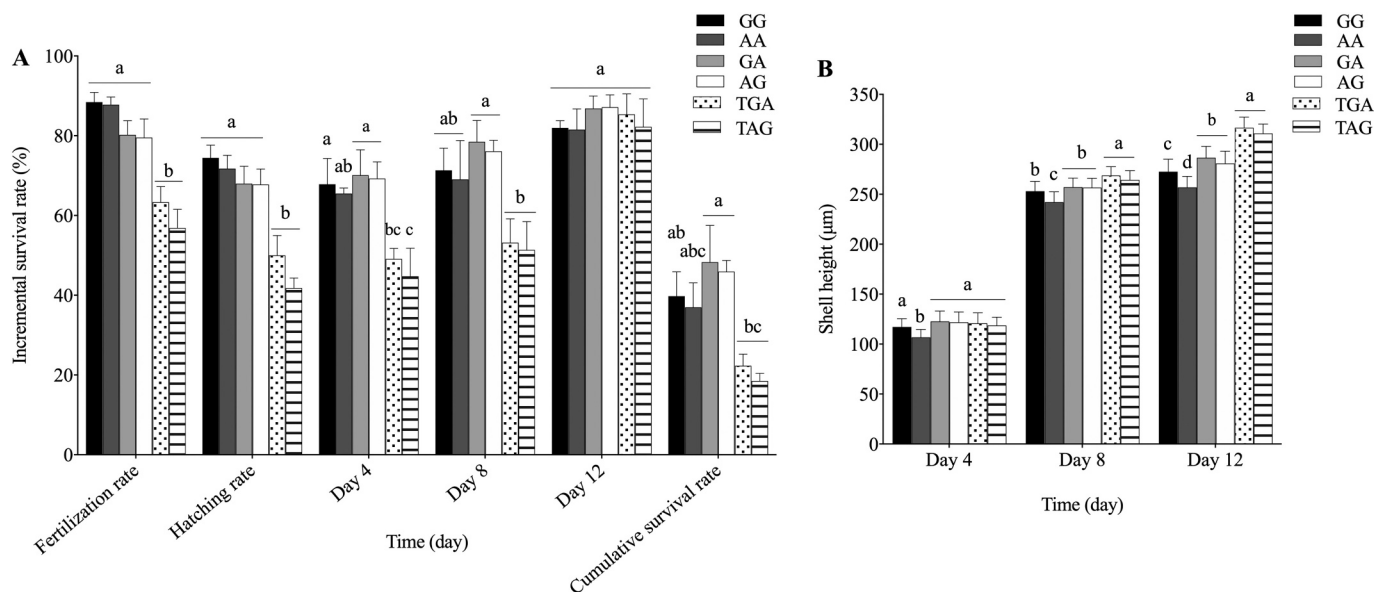 A
Incremental survival rate (%)
100
80
60
40
20
0
a
b
a
b
a
ab
a
bc
c
ab
a
b
a
ab
abc
a
bc
Fertilization rate
Hatching rate
Day 4
Day 8
Day 12
Cumulative survival rate
Time (day)
GG
AA
GA
AG
TGA
TAG
B
Shell height (μm)
350
300
250
200
150
100
50
0
a
b
a
b
c
b
a
c
d
b
a
Day 4
Day 8
Day 12
Time (day)
GG
AA
GA
AG
TGA
TAG